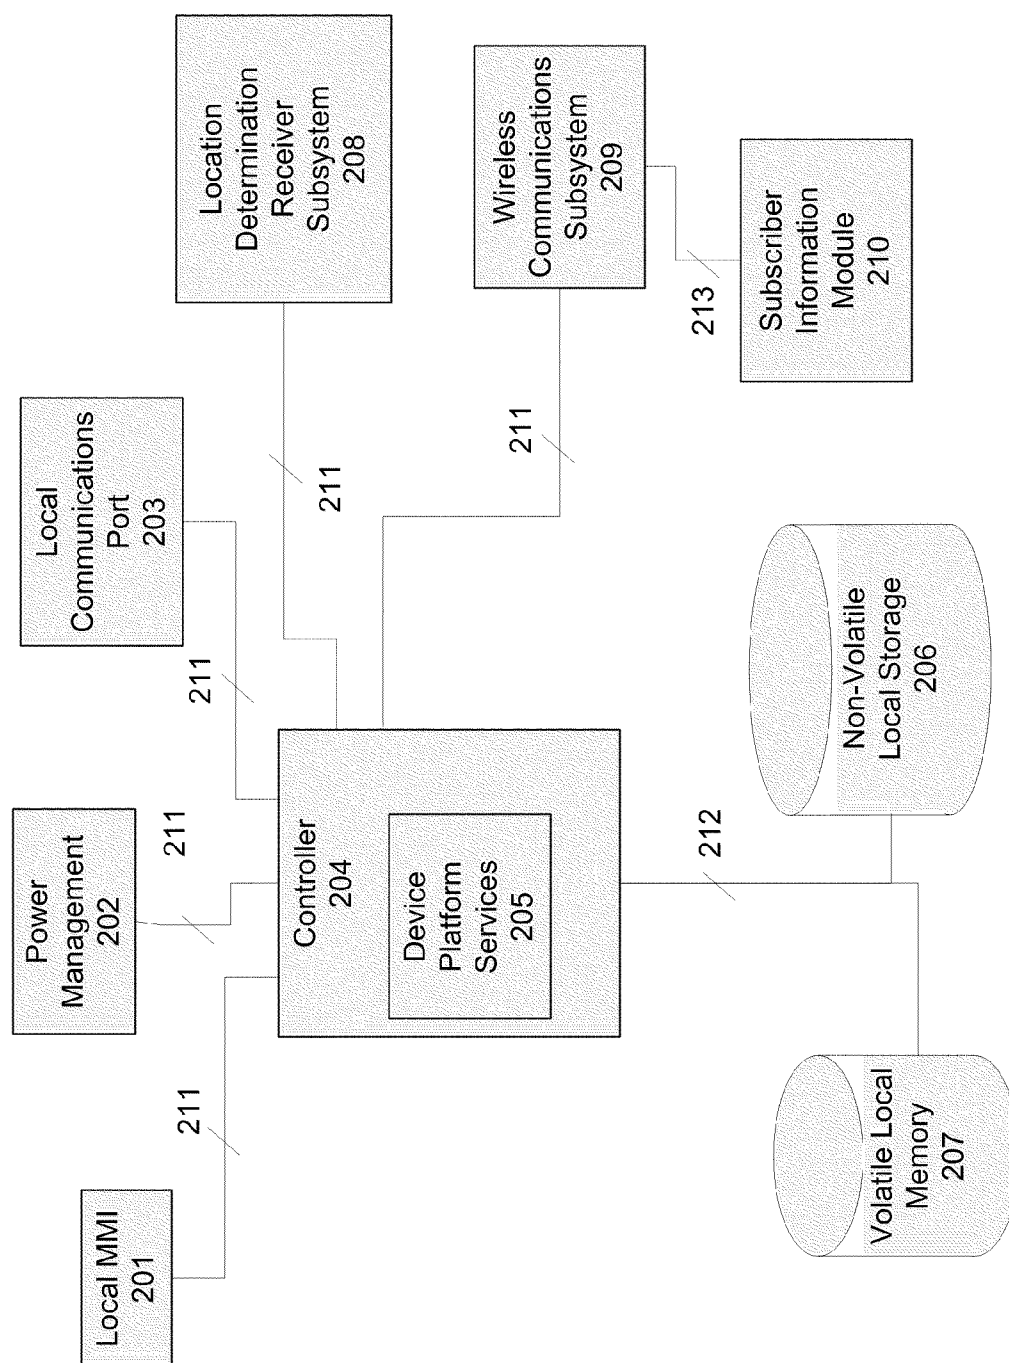 Local MMI
201
211
Power
Management
202
211
Local
Communications
Port
203
211
Location
Determination
Receiver
Subsystem
208
211
Controller
204
Device
Platform
Services
205
Wireless
Communications
Subsystem
209
211
213
Subscriber
Information
Module
210
212
Volatile Local
Memory
207
Non-Volatile
Local Storage
206